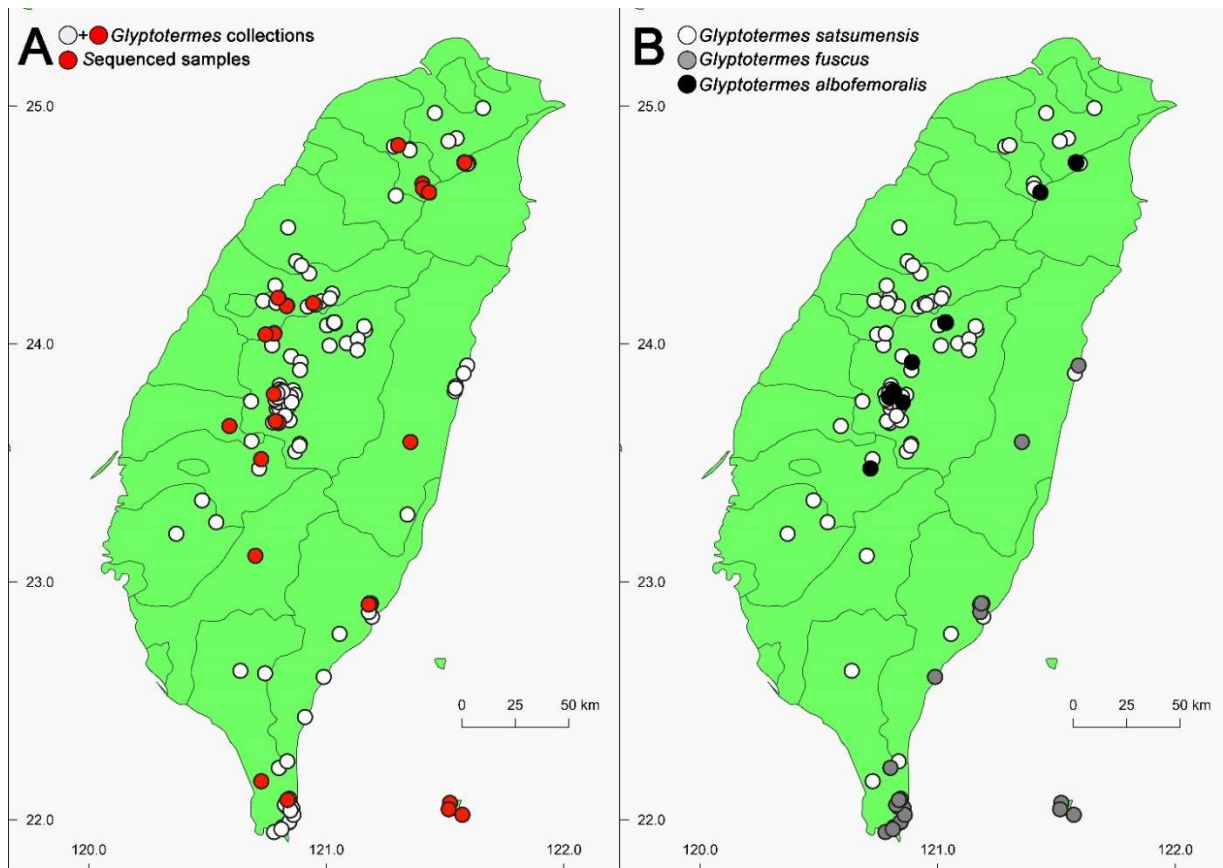 A
+ Glyptotermes collections
Sequenced samples
25.0
24.0
23.0
22.0
120.0
121.0
122.0
0 25 50 km
B
Glyptotermes satsumensis
Glyptotermes fuscus
Glyptotermes albofemoralis
25.0
24.0
23.0
22.0
120.0
121.0
122.0
0 25 50 km